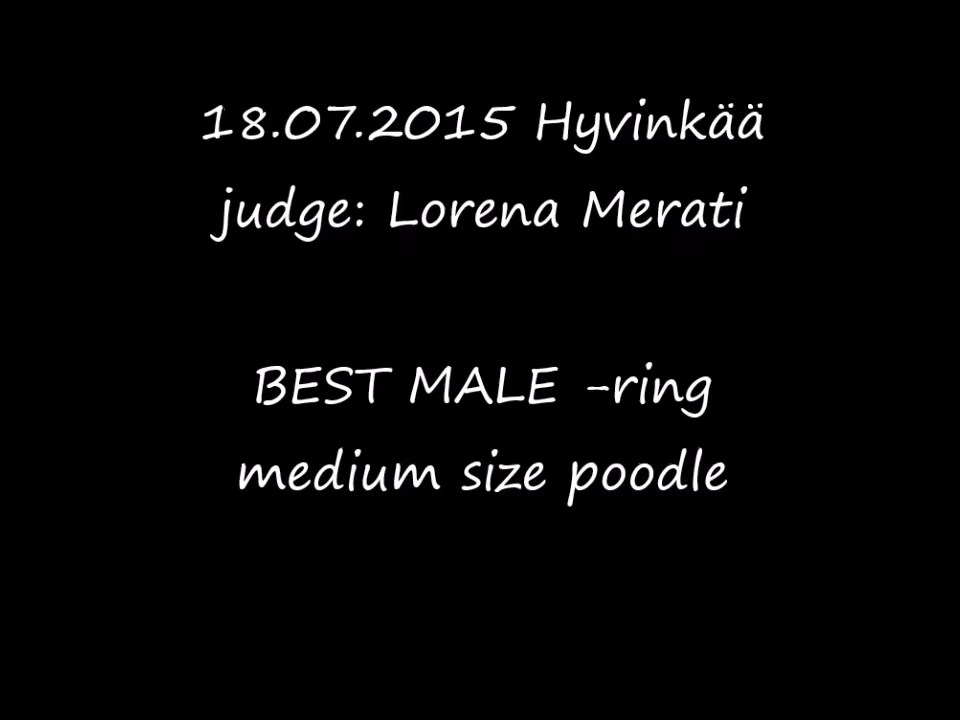 18.07.2015 Hyvinkää
judge: Lorena Merati
BEST MALE -ring
medium size poodle